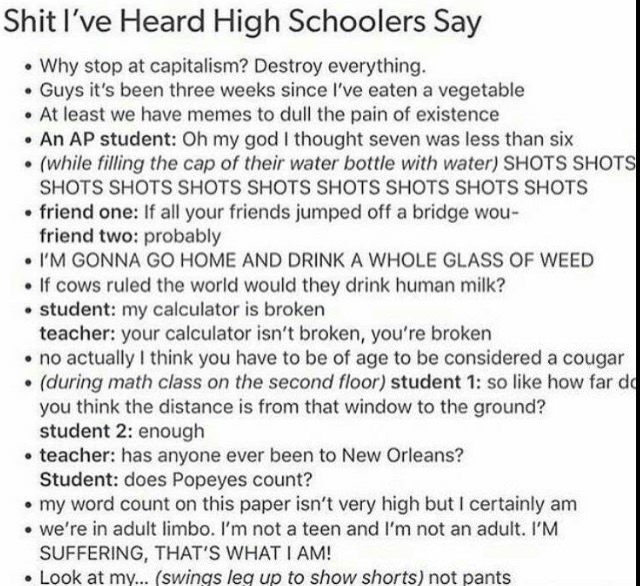 Shit I've Heard High Schoolers Say
• Why stop at capitalism? Destroy everything.
• Guys it's been three weeks since I've eaten a vegetable
• At least we have memes to dull the pain of existence
• An AP student: Oh my god I thought seven was less than six
• (while filling the cap of their water bottle with water) SHOTS SHOTS
SHOTS SHOTS SHOTS SHOTS SHOTS SHOTS SHOTS SHOTS
• friend one: If all your friends jumped off a bridge wou-
friend two: probably
• I'M GONNA GO HOME AND DRINK A WHOLE GLASS OF WEED
• If cows ruled the world would they drink human milk?
• student: my calculator is broken
teacher: your calculator isn't broken, you're broken
• no actually I think you have to be of age to be considered a cougar
• (during math class on the second floor) student 1: so like how far do
you think the distance is from that window to the ground?
student 2: enough
• teacher: has anyone ever been to New Orleans?
Student: does Popeyes count?
• my word count on this paper isn't very high but I certainly am
• we're in adult limbo. I'm not a teen and I'm not an adult. I'M
SUFFERING, THAT'S WHAT I AM!
• Look at my... (swings leg up to show shorts) not pants